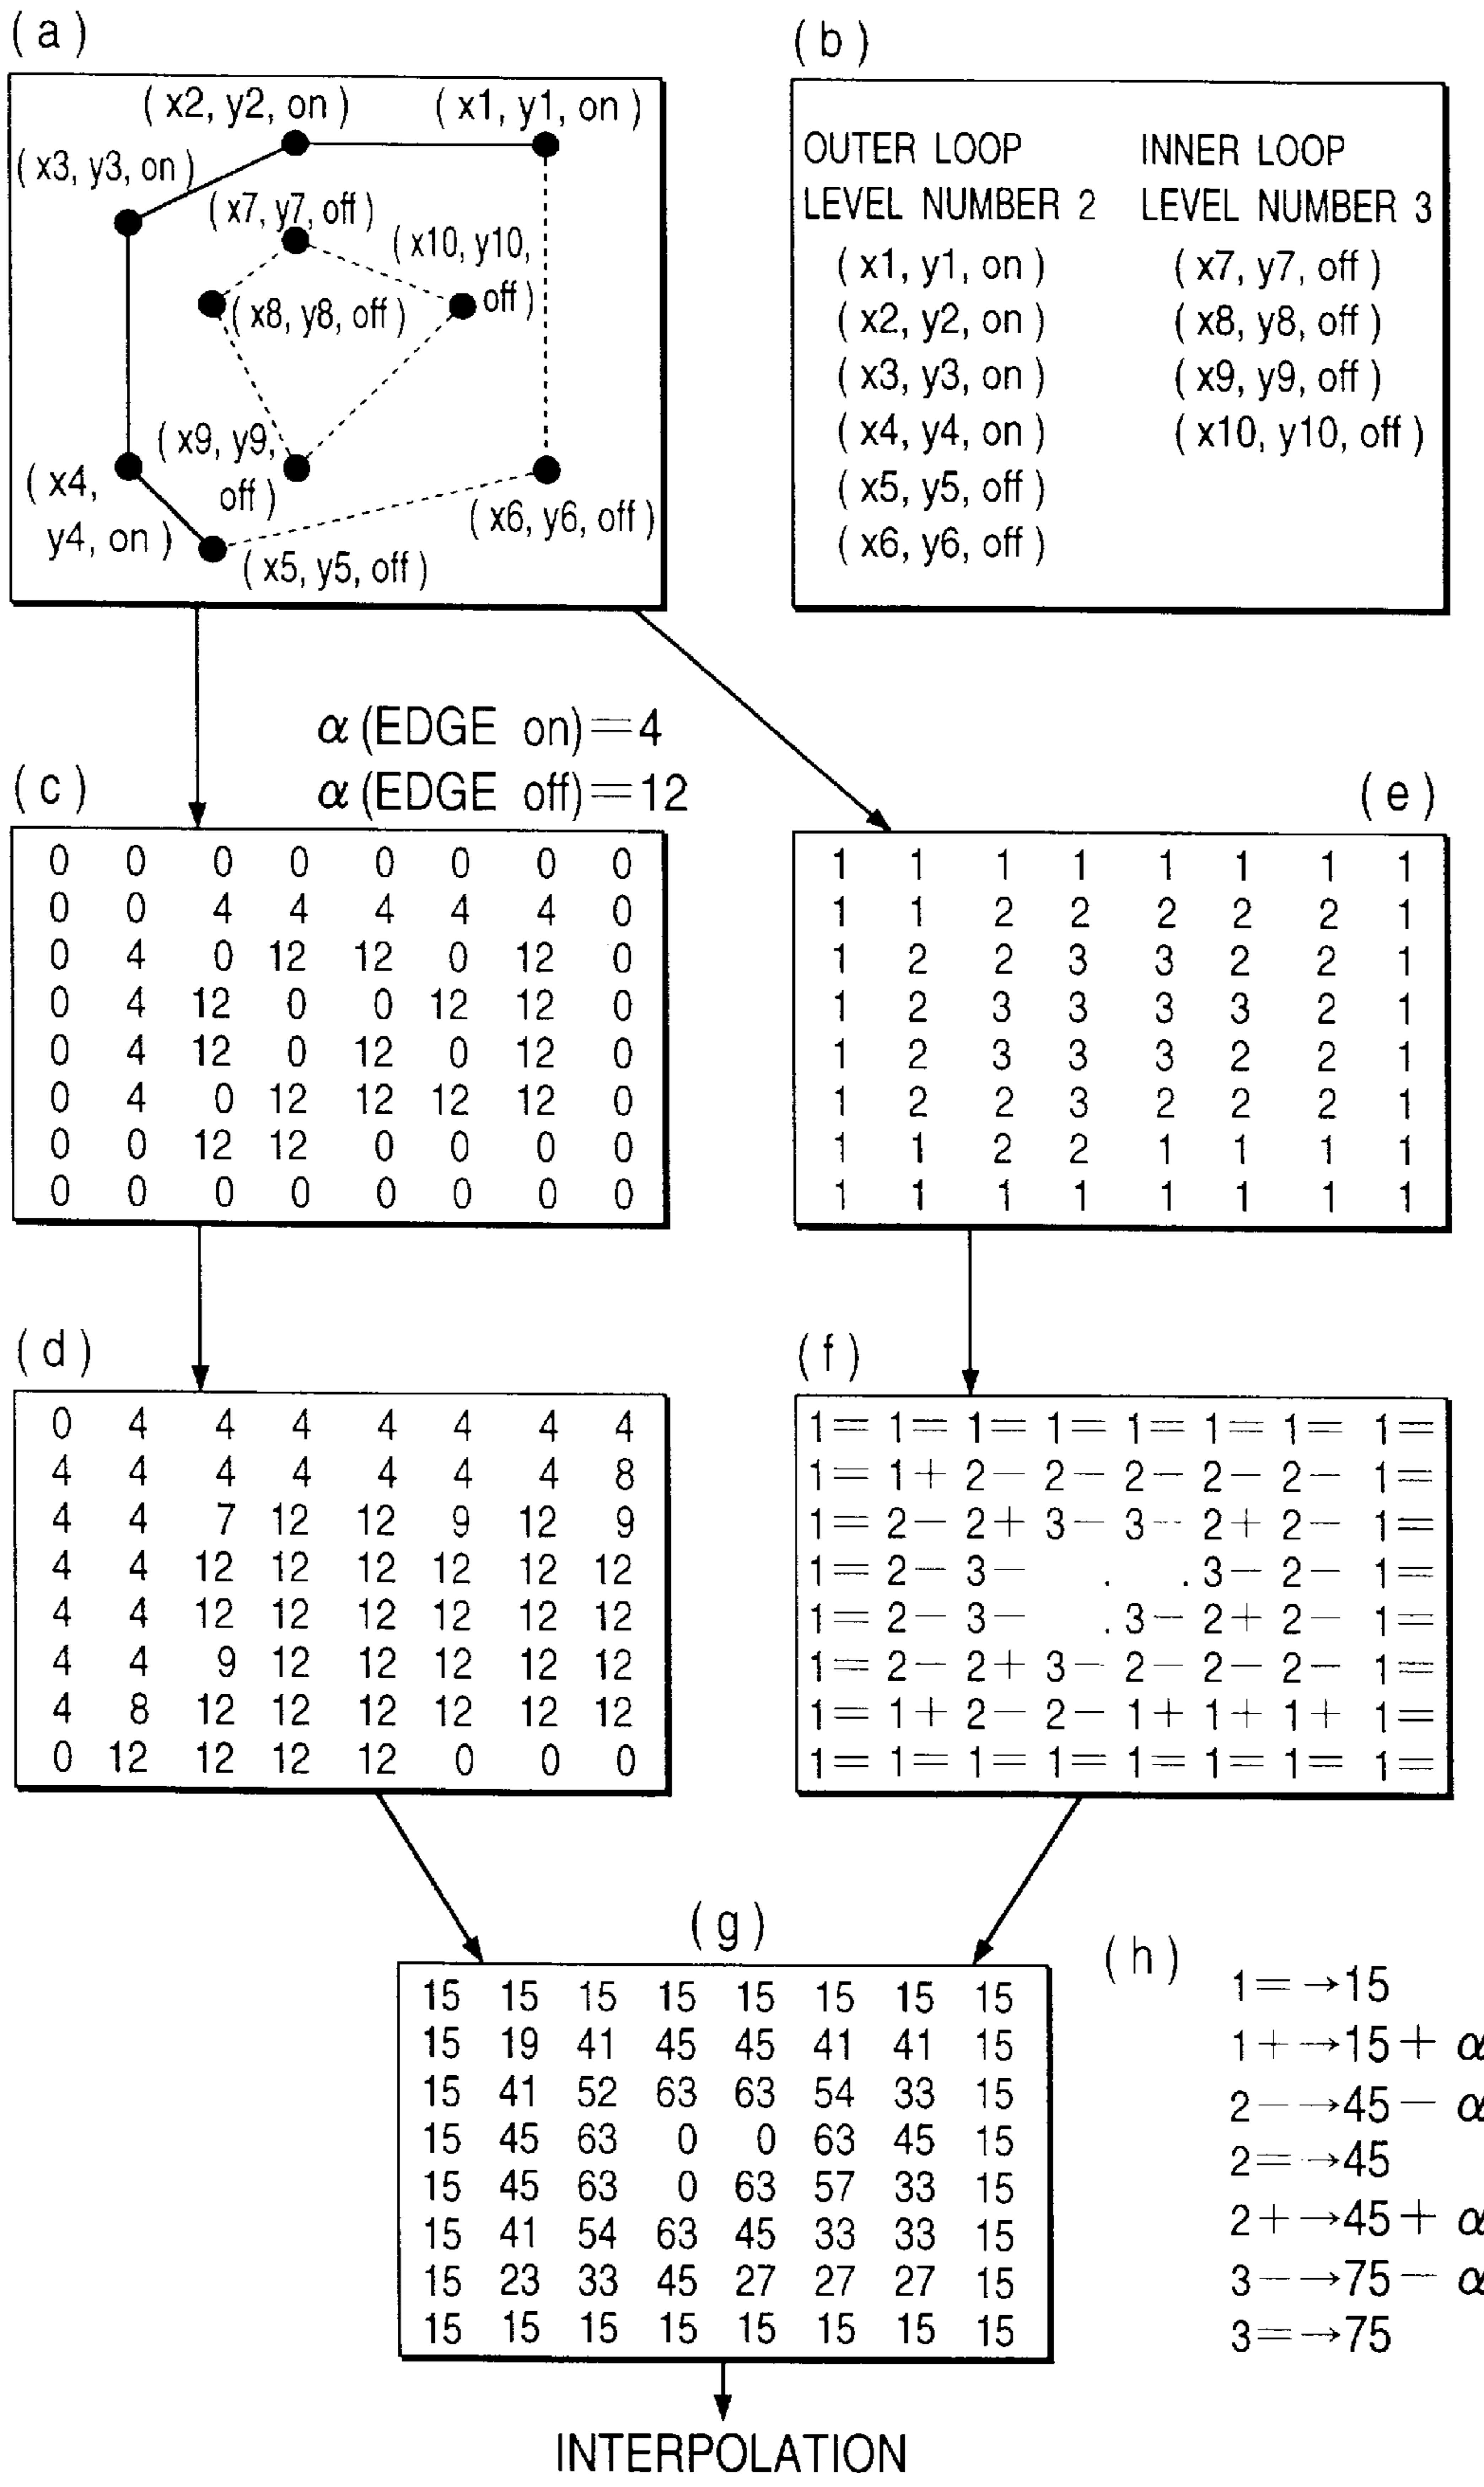 (a)
(x2, y2, on) (x1, y1, on)
(x3, y3, on)
(x7, y7, off)
(x10, y10,
off)
(x8, y8, off)
(x9, y9,
off)
(x4,
y4, on)
(x6, y6, off)
(x5, y5, off)
(b)
OUTER LOOP INNER LOOP
LEVEL NUMBER 2 LEVEL NUMBER 3
(x1, y1, on) (x7, y7, off)
(x2, y2, on) (x8, y8, off)
(x3, y3, on) (x9, y9, off)
(x4, y4, on) (x10, y10, off)
(x5, y5, off)
(x6, y6, off)
α(EDGE on)=4
α(EDGE off)=12
(c)
0 0 0 0 0 0 0 0
0 0 4 4 4 4 4 0
0 4 0 12 12 0 12 0
0 4 12 0 0 12 12 0
0 4 12 0 12 0 12 0
0 4 0 12 12 12 12 0
0 0 12 12 0 0 0 0
0 0 0 0 0 0 0 0
(e)
1 1 1 1 1 1 1 1
1 1 2 2 2 2 2 1
1 2 2 3 3 2 2 1
1 2 3 3 3 3 2 1
1 2 3 3 3 2 2 1
1 2 2 3 2 2 2 1
1 1 2 2 1 1 1 1
1 1 1 1 1 1 1 1
(d)
0 4 4 4 4 4 4 4
4 4 4 4 4 4 4 8
4 4 7 12 12 9 12 9
4 4 12 12 12 12 12 12
4 4 12 12 12 12 12 12
4 4 9 12 12 12 12 12
4 8 12 12 12 12 12 12
0 12 12 12 12 0 0 0
(f)
1= 1= 1= 1= 1= 1= 1= 1=
1= 1+ 2- 2- 2- 2- 2- 1=
1= 2- 2+ 3- 3- 2+ 2- 1=
1= 2- 3- . . 3- 2- 1=
1= 2- 3- . 3- 2+ 2- 1=
1= 2- 2+ 3- 2- 2- 2- 1=
1= 1+ 2- 2- 1+ 1+ 1+ 1=
1= 1= 1= 1= 1= 1= 1= 1=
(g)
15 15 15 15 15 15 15 15
15 19 41 45 45 41 41 15
15 41 52 63 63 54 33 15
15 45 63 0 0 63 45 15
15 45 63 0 63 57 33 15
15 41 54 63 45 33 33 15
15 23 33 45 27 27 27 15
15 15 15 15 15 15 15 15
(h)
1= →15
1+ →15+ α
2- →45- α
2= →45
2+ →45+ α
3- →75- α
3= →75
INTERPOLATION